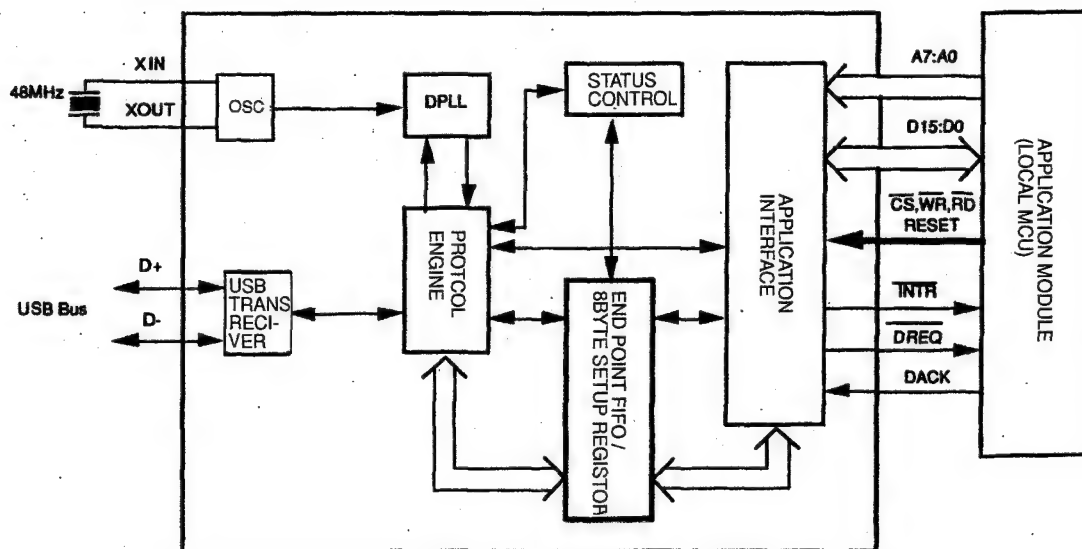 XIN
48MHz
XOUT
OSC
DPLL
STATUS
CONTROL
A7:A0
D15:D0
CS,WR,RD
RESET
APPLICATION MODULE
(LOCAL MCU)
APPLICATION
INTERFACE
PROTCOL
ENGINE
D+
USB Bus
D-
USB
TRANS
RECI-
VER
END POINT FIFO /
8BYTE SETUP REGISTOR
INTR
DREQ
DACK